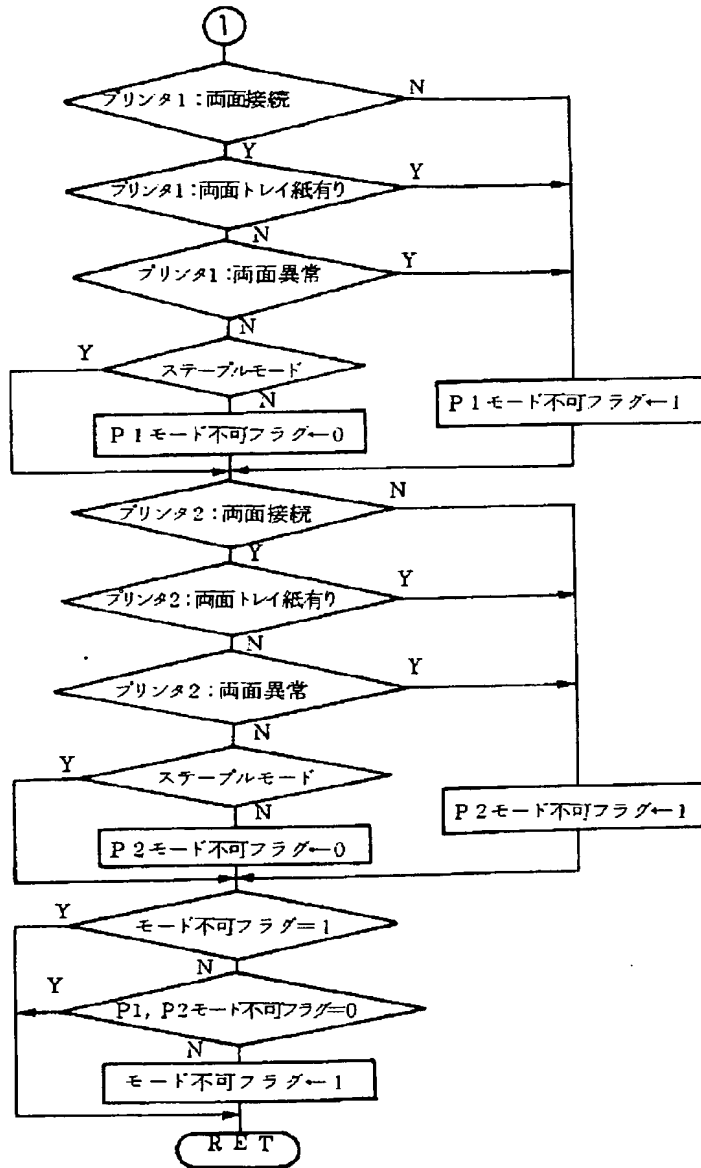 1
プリンタ1:両面接続
N
Y
プリンタ1:両面トレイ紙有り
Y
N
プリンタ1:両面異常
Y
N
Y
ステープルモード
N
P1モード不可フラグ←0
P1モード不可フラグ←1
プリンタ2:両面接続
N
Y
プリンタ2:両面トレイ紙有り
Y
N
プリンタ2:両面異常
Y
N
Y
ステープルモード
N
P2モード不可フラグ←0
P2モード不可フラグ←1
Y
モード不可フラグ=1
N
Y
P1, P2モード不可フラグ=0
N
モード不可フラグ←1
RET